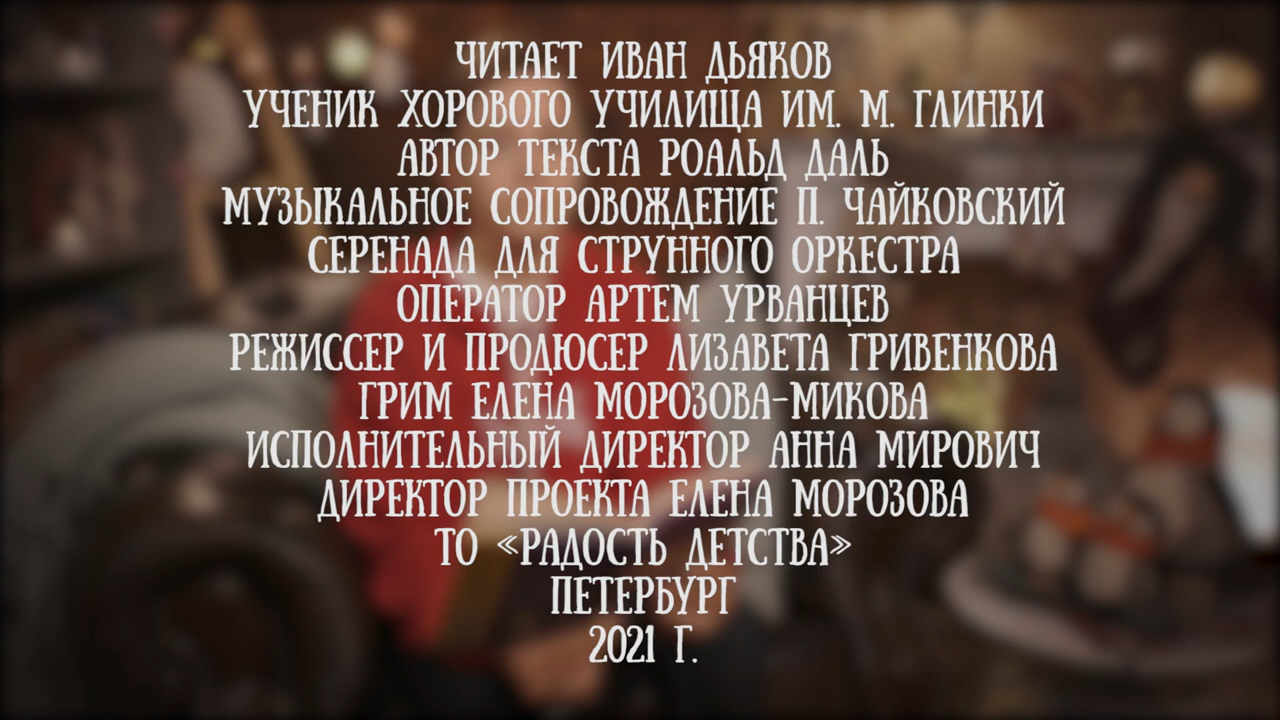 ЧИТАЕТ ИВАН ДЬЯКОВ
УЧЕНИК ХОРОВОГО УЧИЛИЩА ИМ. М. ГЛИНКИ
АВТОР ТЕКСТА РОАЛЬД ДАЛЬ
МУЗЫКАЛЬНОЕ СОПРОВОЖДЕНИЕ П. ЧАЙКОВСКИЙ
СЕРЕНАДА ДЛЯ СТРУННОГО ОРКЕСТРА
ОПЕРАТОР АРТЕМ УРВАНЦЕВ
РЕЖИССЕР И ПРОДЮСЕР ЛИЗАВЕТА ГРИВЕНКОВА
ГРИМ ЕЛЕНА МОРОЗОВА-МИКОВА
ИСПОЛНИТЕЛЬНЫЙ ДИРЕКТОР АННА МИРОВИЧ
ДИРЕКТОР ПРОЕКТА ЕЛЕНА МОРОЗОВА
ТО «РАДОСТЬ ДЕТСТВА»
ПЕТЕРБУРГ
2021 Г.